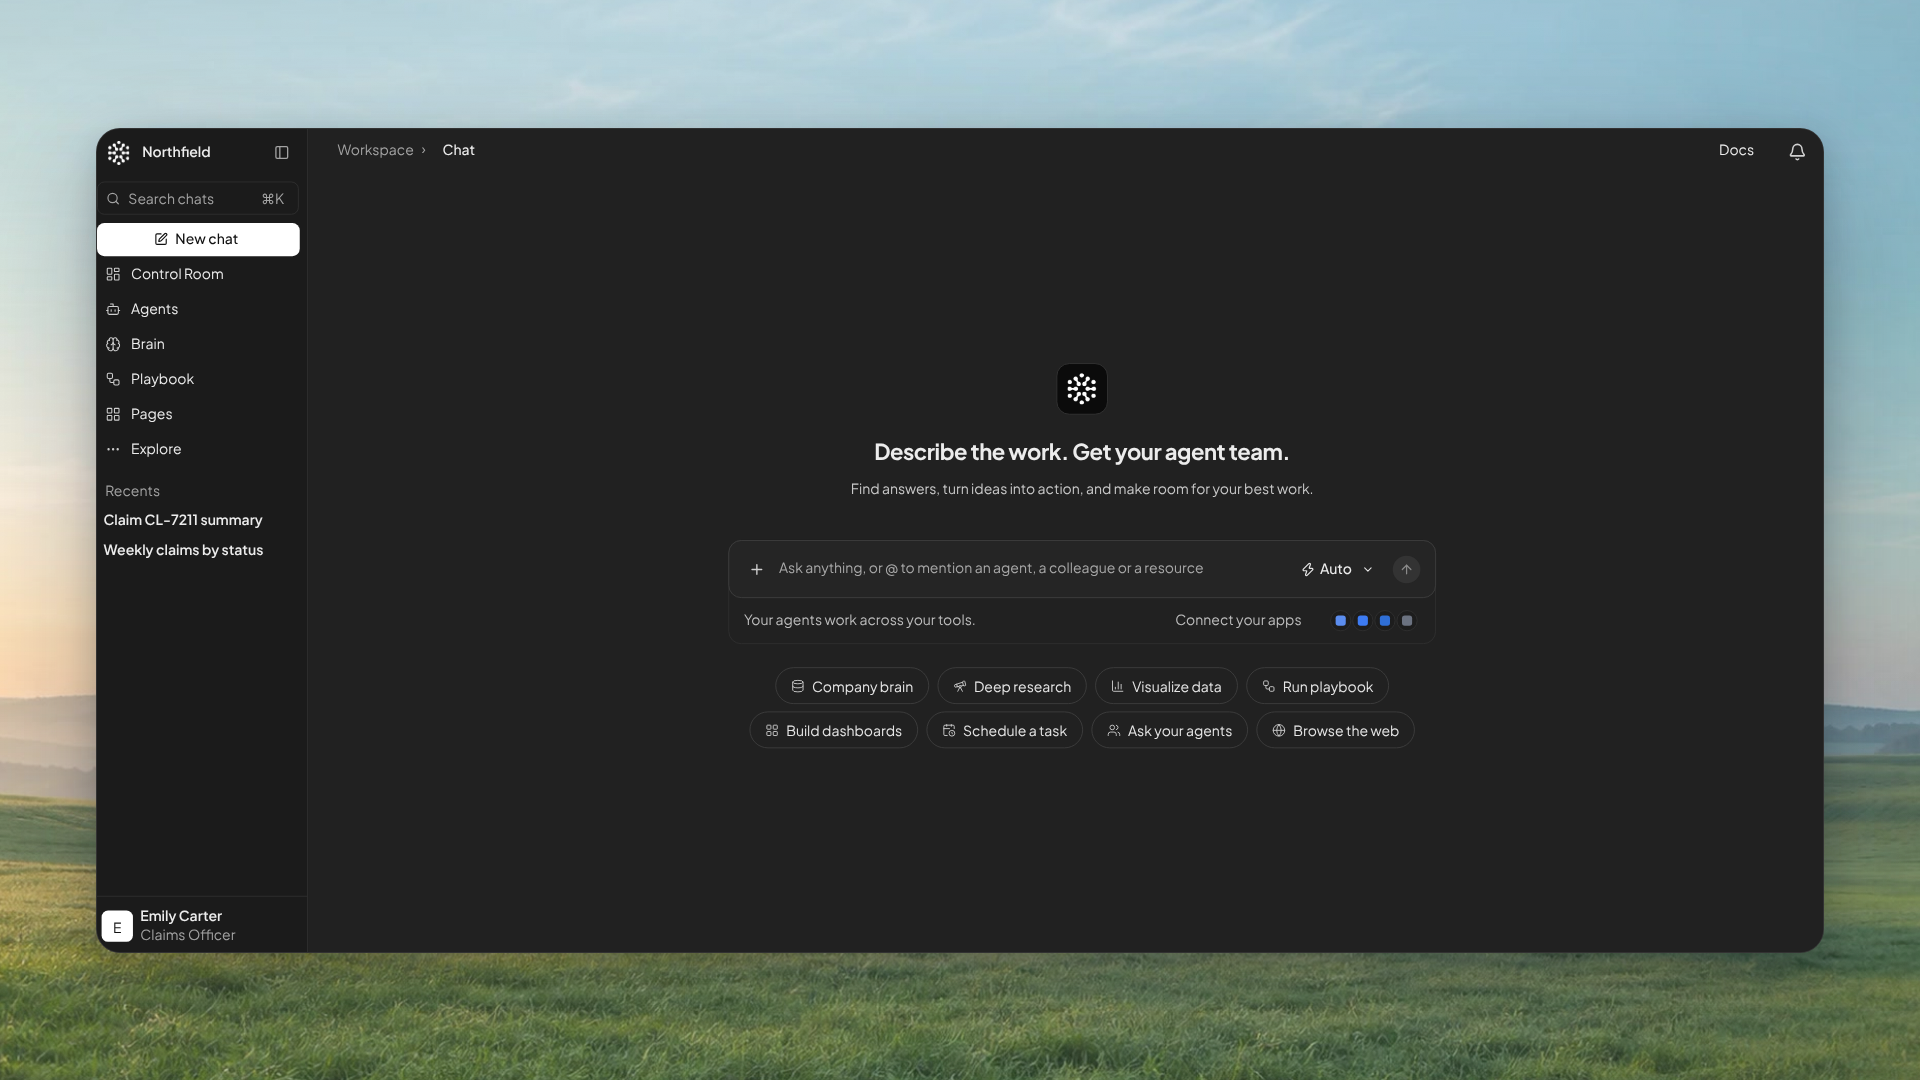 Northfield
Search chats ⌘K
New chat
Control Room
Agents
Brain
Playbook
Pages
Explore
Recents
Claim CL-7211 summary
Weekly claims by status
E
Emily Carter
Claims Officer
Workspace › Chat
Docs
Describe the work. Get your agent team.
Find answers, turn ideas into action, and make room for your best work.
Ask anything, or @ to mention an agent, a colleague or a resource
Auto
Your agents work across your tools.
Connect your apps
Company brain
Deep research
Visualize data
Run playbook
Build dashboards
Schedule a task
Ask your agents
Browse the web